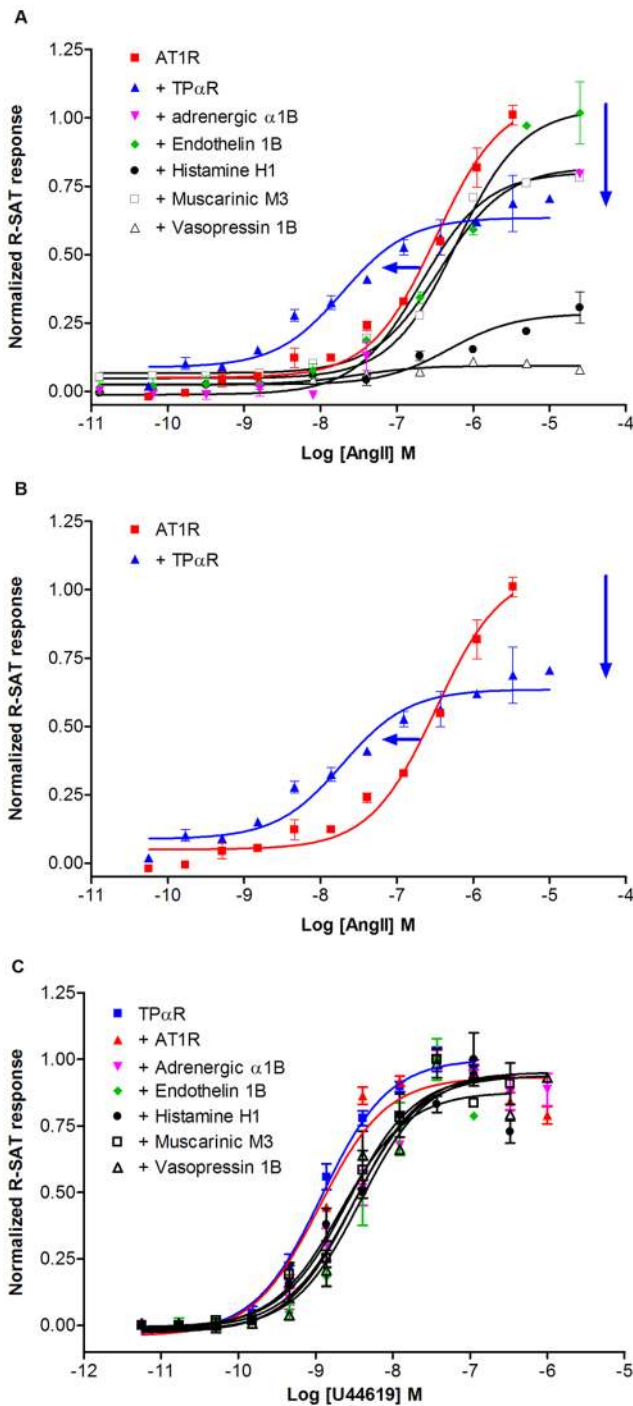 A
Normalized R-SAT response
1.25
1.00
0.75
0.50
0.25
0.00
AT1R
+ TPαR
+ adrenergic α1B
+ Endothelin 1B
+ Histamine H1
+ Muscarinic M3
+ Vasopressin 1B
-11 -10 -9 -8 -7 -6 -5 -4
Log [AngII] M
B
Normalized R-SAT response
1.25
1.00
0.75
0.50
0.25
0.00
AT1R
+ TPαR
-11 -10 -9 -8 -7 -6 -5 -4
Log [AngII] M
C
Normalized R-SAT response
1.25
1.00
0.75
0.50
0.25
0.00
TPαR
+ AT1R
+ Adrenergic α1B
+ Endothelin 1B
+ Histamine H1
+ Muscarinic M3
+ Vasopressin 1B
-12 -11 -10 -9 -8 -7 -6 -5
Log [U44619] M